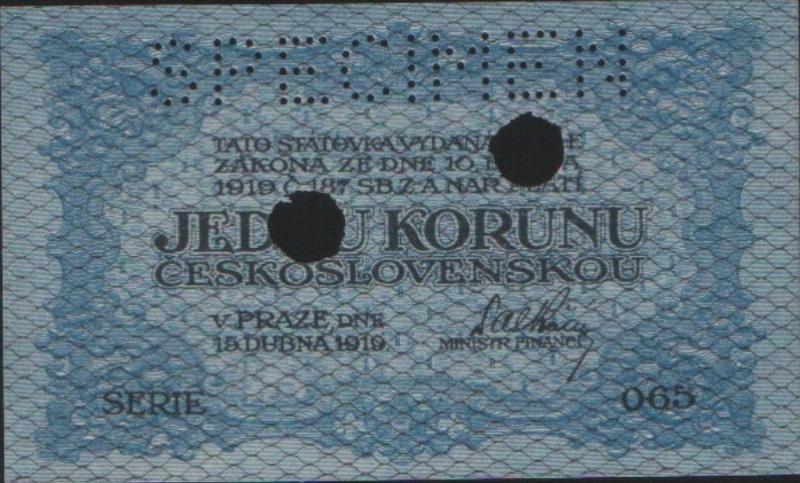 SPECIMEN
TATO STÁTOVKA VYDANÁ
ZÁKONA ZE DNE 10.
1919 Č. 187 SB. Z. A NAŘ.
KORUNU
ČESKOSLOVENSKOU
V PRAZE, DNE
15. DUBNA 1919.
MINISTR FINANCÍ
SERIE 065